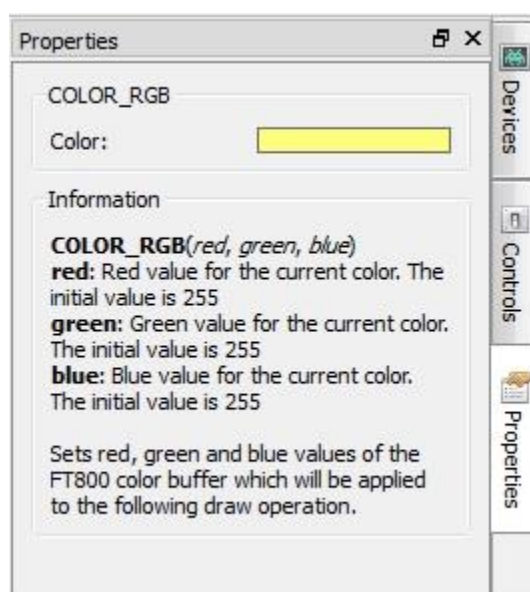 Properties
COLOR_RGB
Color:
Information
COLOR_RGB(red, green, blue)
red: Red value for the current color. The
initial value is 255
green: Green value for the current color.
The initial value is 255
blue: Blue value for the current color.
The initial value is 255
Sets red, green and blue values of the
FT800 color buffer which will be applied
to the following draw operation.
Devices
Controls
Properties